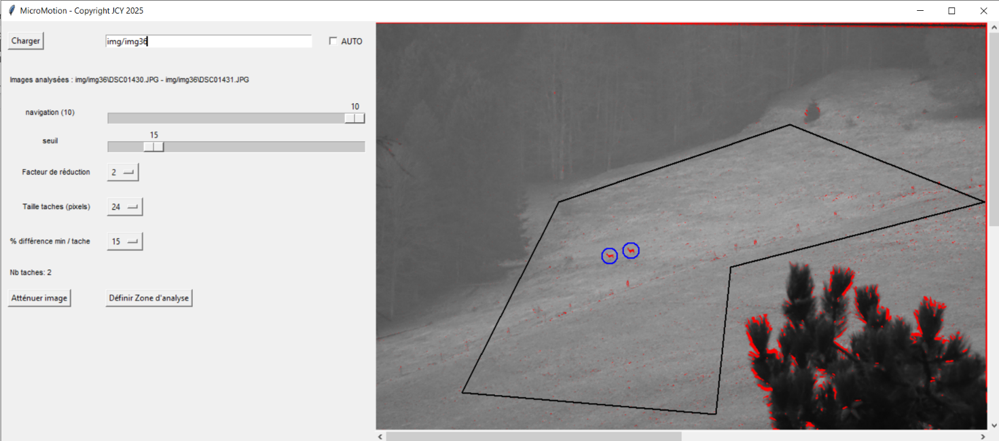 MicroMotion - Copyright JCY 2025
Charger img/img36 AUTO
Images analysées : img/img36\DSC01430.JPG - img/img36\DSC01431.JPG
10
navigation (10)
15
seuil
Facteur de réduction 2
Taille taches (pixels) 24
% différence min / tache 15
Nb taches: 2
Atténuer image Définir Zone d'analyse